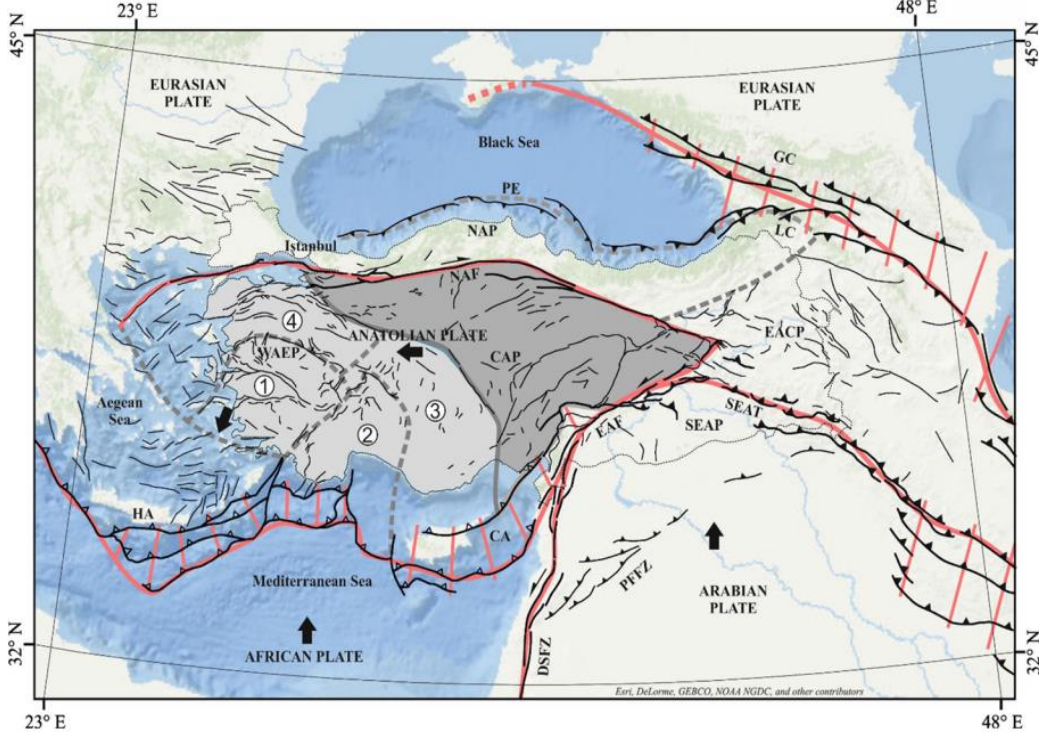 23° E
48° E
45° N
45° N
EURASIAN
PLATE
EURASIAN
PLATE
Black Sea
GC
PE
LC
NAP
Istanbul
NAF
4
ANATOLIAN PLATE
EACP
WAEP
CAP
1
Aegean
Sea
3
SEAT
2
EAF
SEAP
HA
CA
PFFZ
Mediterranean Sea
ARABIAN
PLATE
32° N
32° N
AFRICAN PLATE
DSFZ
Esri, DeLorme, GEBCO, NOAA NGDC, and other contributors
23° E
48° E